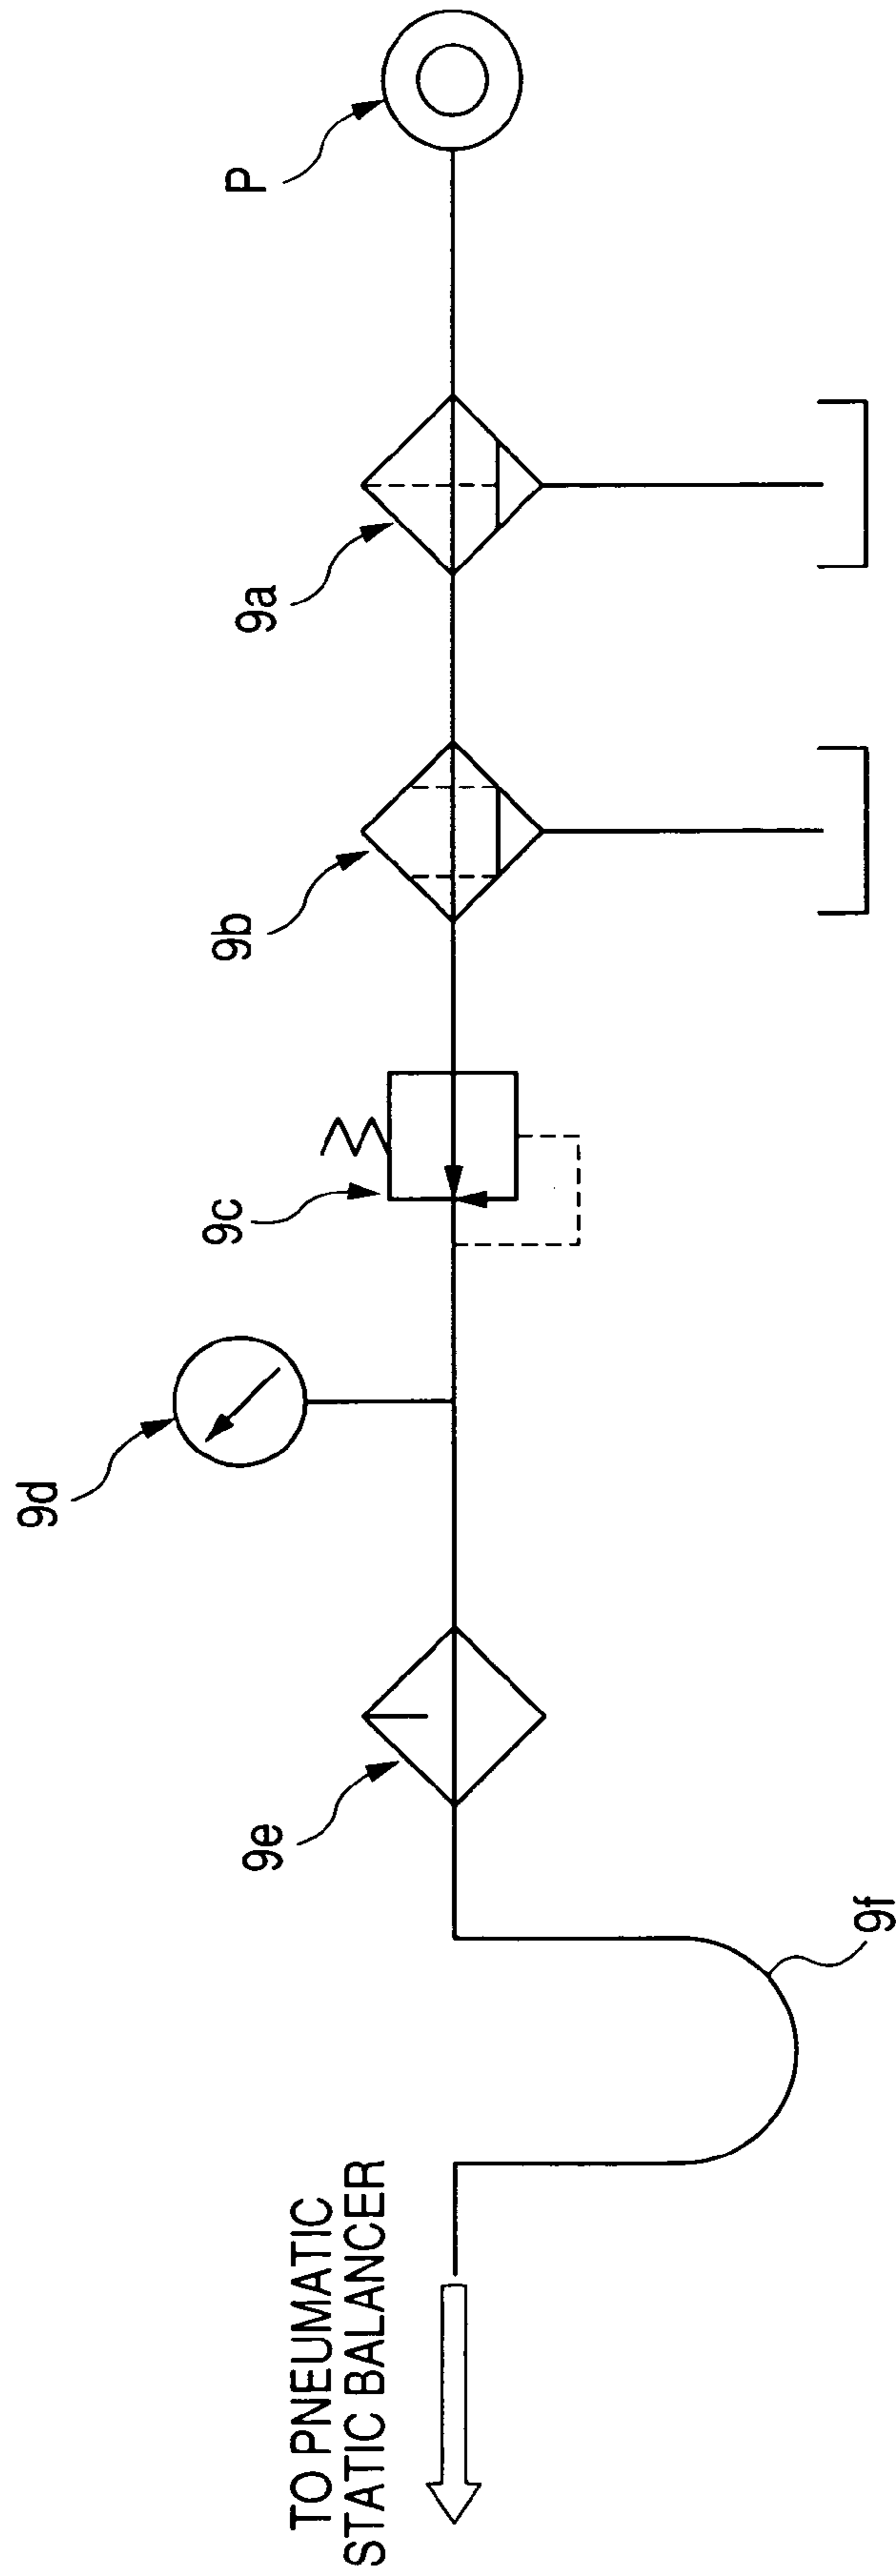 P
9a
9b
9c
9d
9e
9f
TO PNEUMATIC
STATIC BALANCER